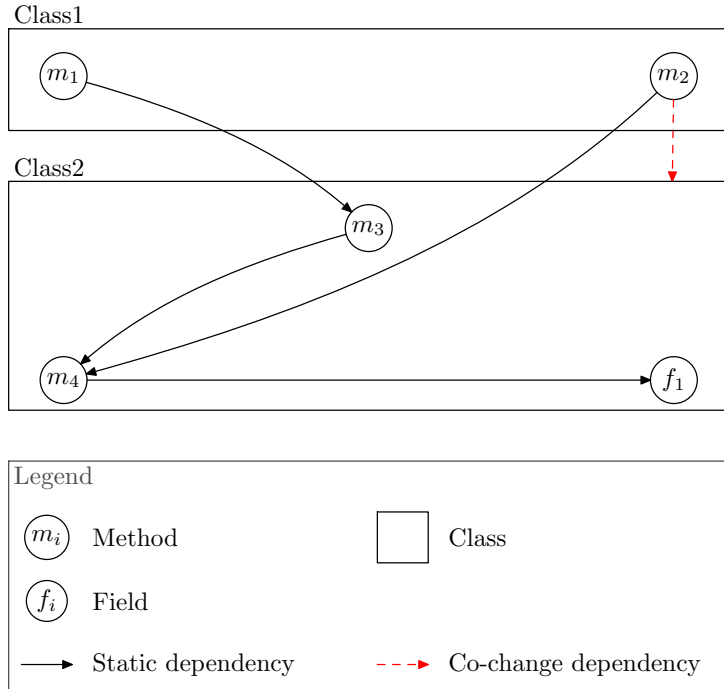 Class1
m₁ m₂
Class2
m₃
m₄ f₁
Legend
mᵢ Method Class
fᵢ Field
Static dependency Co-change dependency